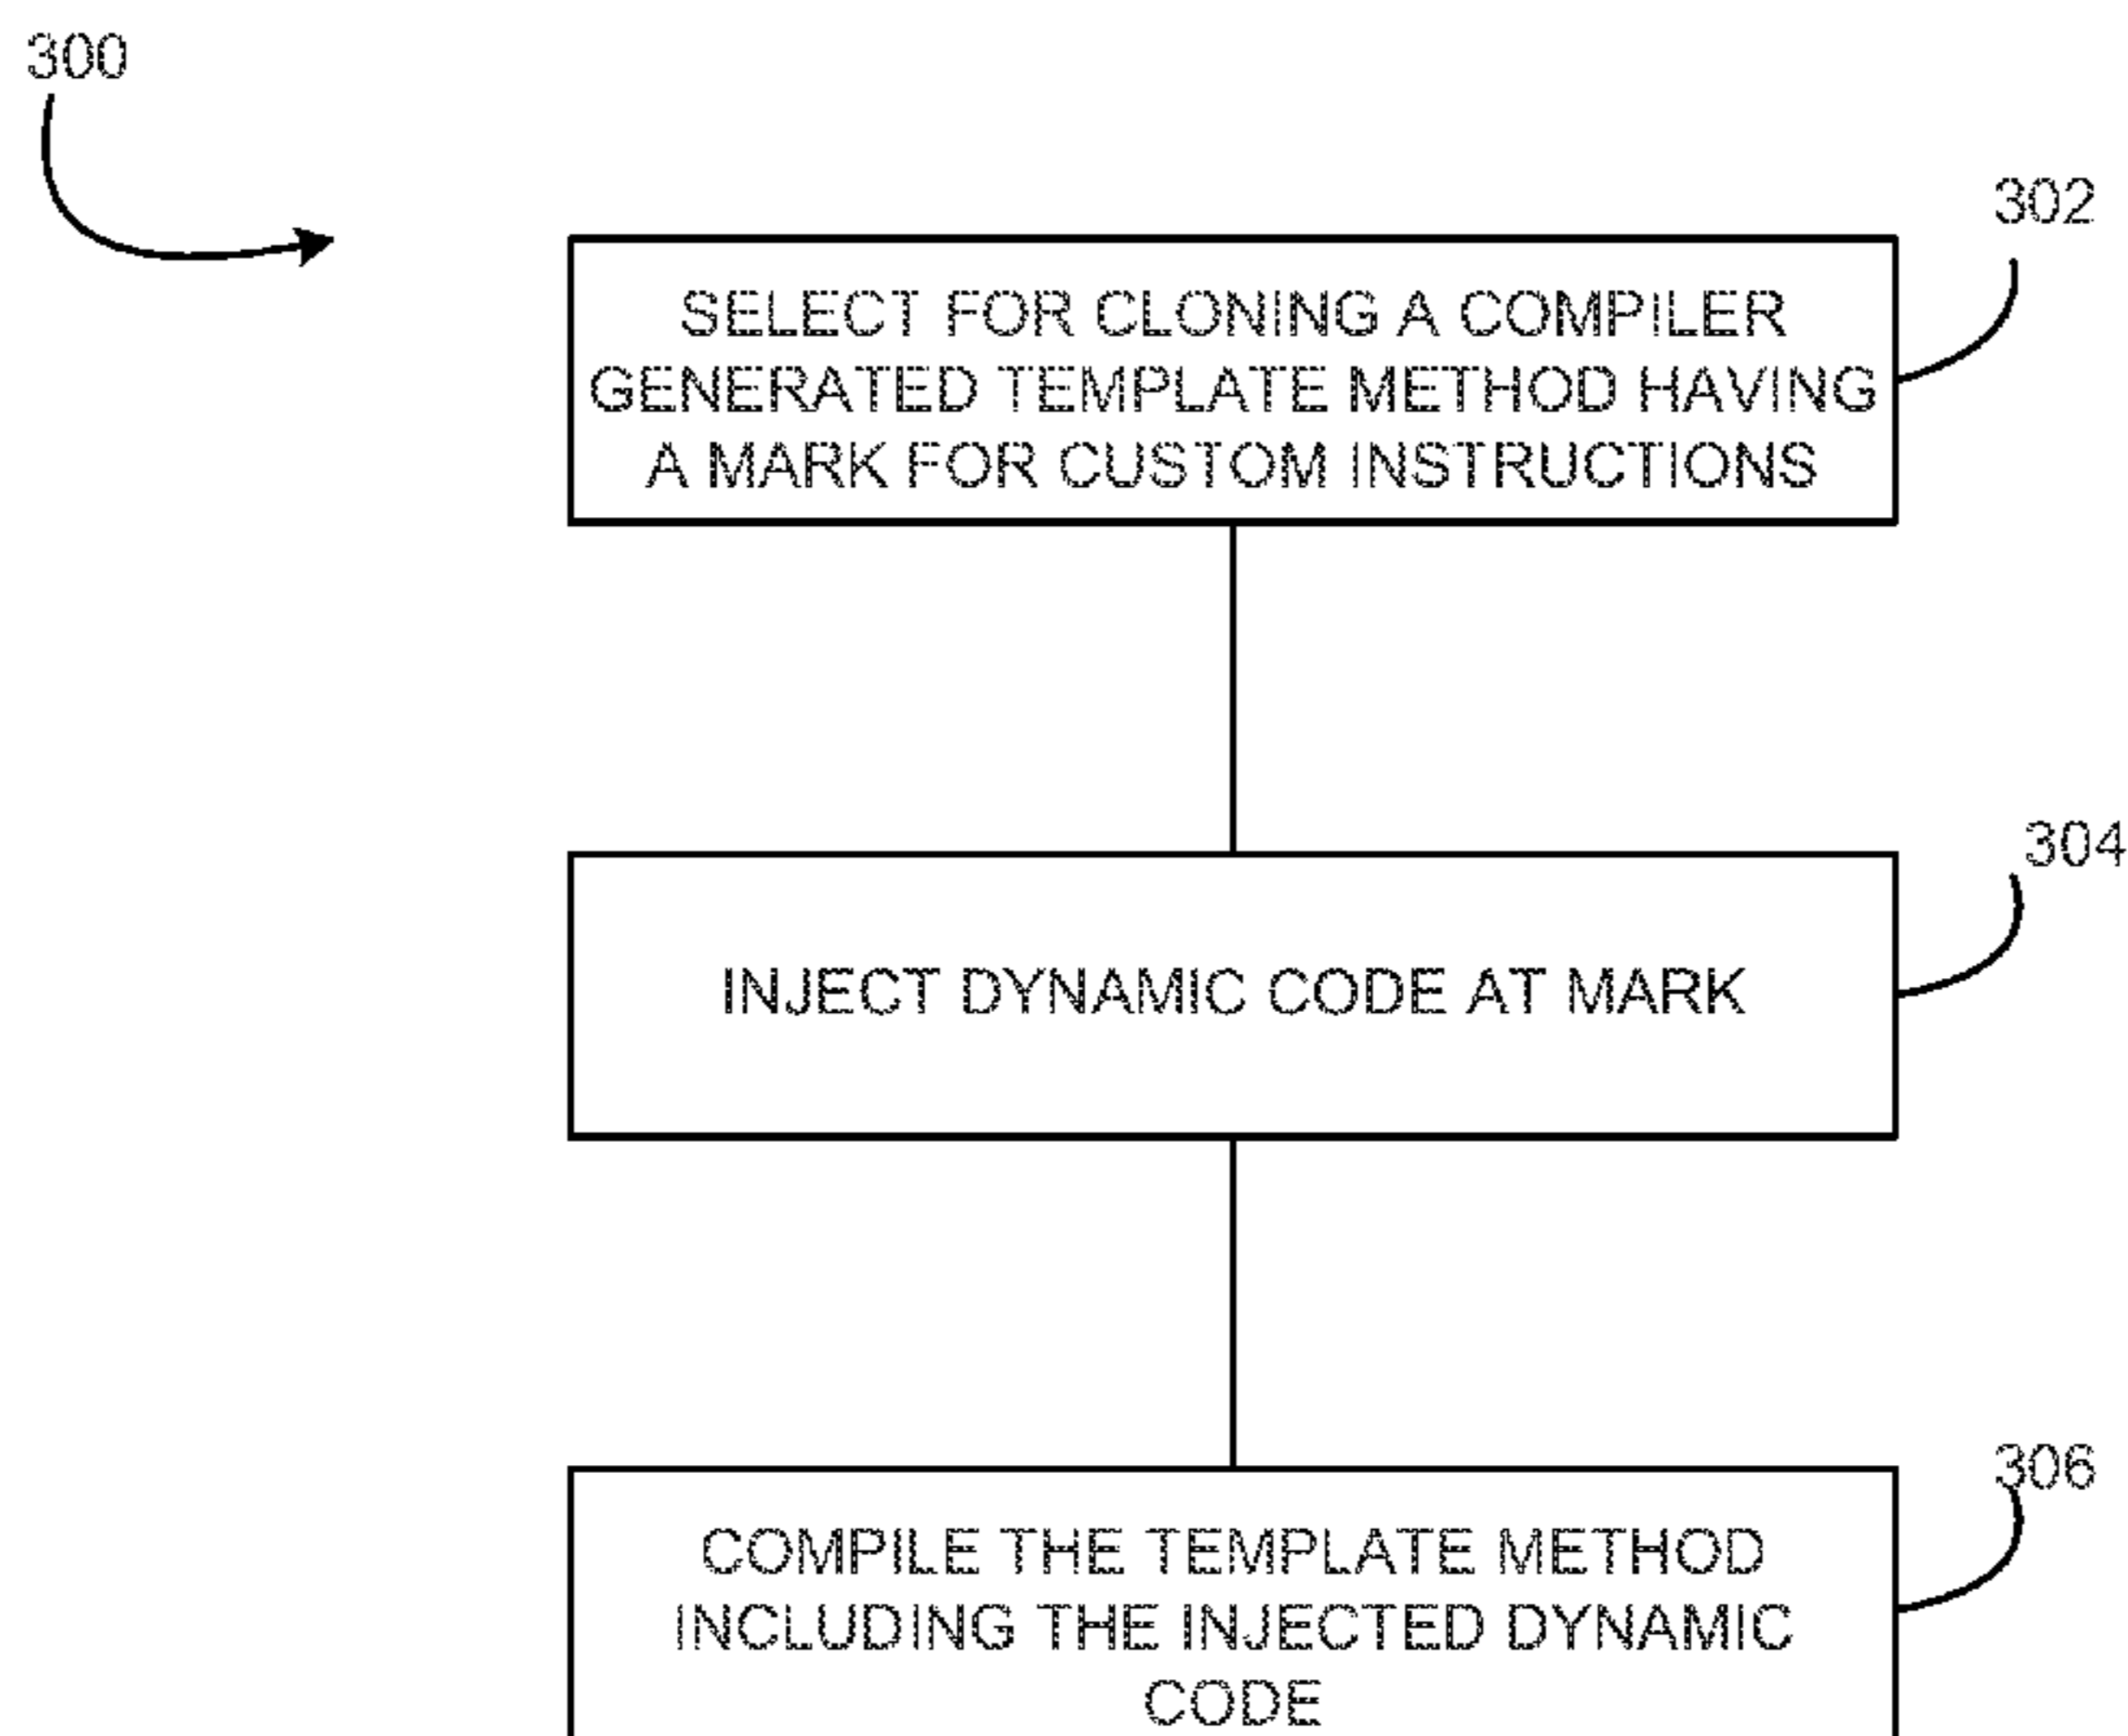 300
302
SELECT FOR CLONING A COMPILER
GENERATED TEMPLATE METHOD HAVING
A MARK FOR CUSTOM INSTRUCTIONS
304
INJECT DYNAMIC CODE AT MARK
306
COMPILE THE TEMPLATE METHOD
INCLUDING THE INJECTED DYNAMIC
CODE